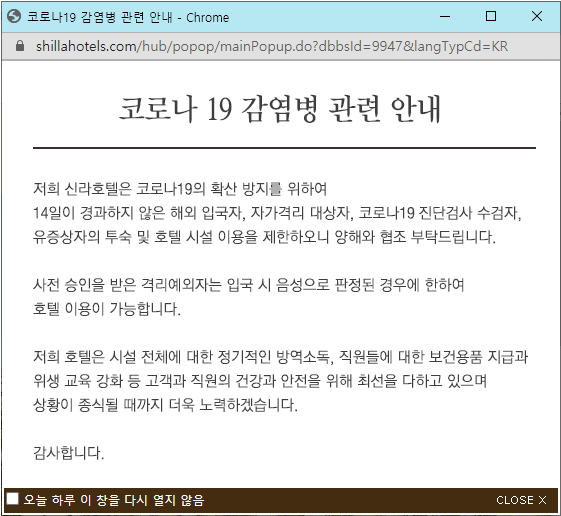 코로나19 감염병 관련 안내 - Chrome
shillahotels.com/hub/popop/mainPopup.do?dbbsId=9947&langTypCd=KR
코로나 19 감염병 관련 안내
저희 신라호텔은 코로나19의 확산 방지를 위하여
14일이 경과하지 않은 해외 입국자, 자가격리 대상자, 코로나19 진단검사 수검자,
유증상자의 투숙 및 호텔 시설 이용을 제한하오니 양해와 협조 부탁드립니다.
사전 승인을 받은 격리예외자는 입국 시 음성으로 판정된 경우에 한하여
호텔 이용이 가능합니다.
저희 호텔은 시설 전체에 대한 정기적인 방역소독, 직원들에 대한 보건용품 지급과
위생 교육 강화 등 고객과 직원의 건강과 안전을 위해 최선을 다하고 있으며
상황이 종식될 때까지 더욱 노력하겠습니다.
감사합니다.
오늘 하루 이 창을 다시 열지 않음 CLOSE X